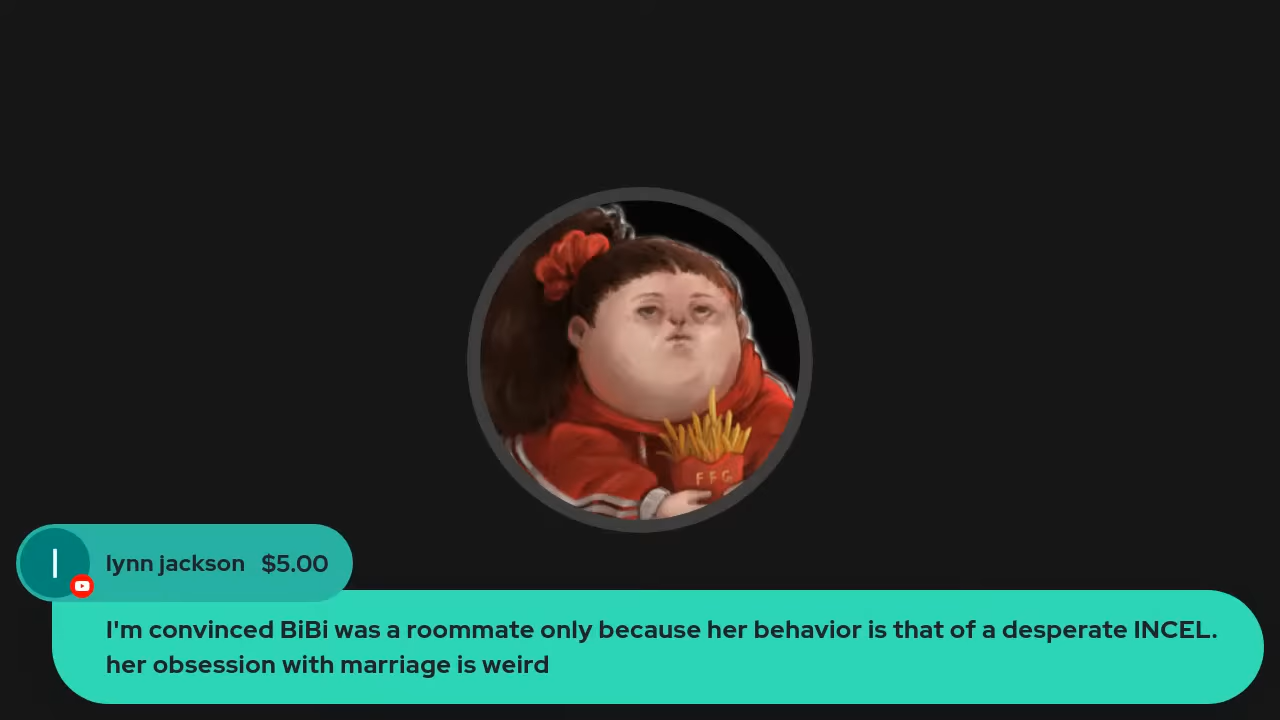 FFG
l
lynn jackson $5.00
I'm convinced BiBi was a roommate only because her behavior is that of a desperate INCEL.
her obsession with marriage is weird